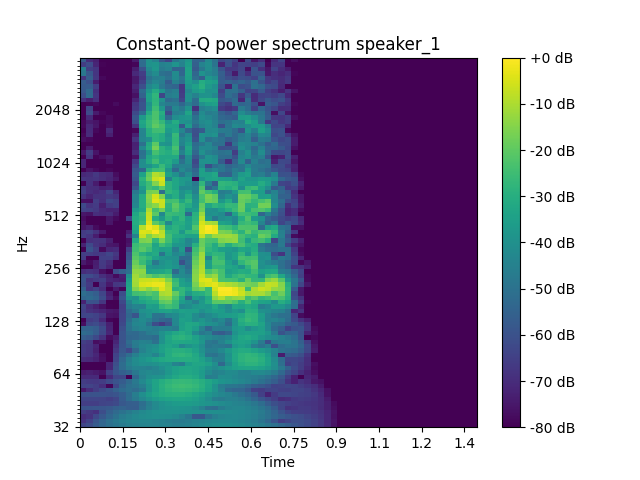 Constant-Q power spectrum speaker_1
+0 dB
2048
-10 dB
1024
-20 dB
512
-30 dB
Hz
-40 dB
256
-50 dB
128
-60 dB
64
-70 dB
32
-80 dB
0 0.15 0.3 0.45 0.6 0.75 0.9 1.1 1.2 1.4
Time